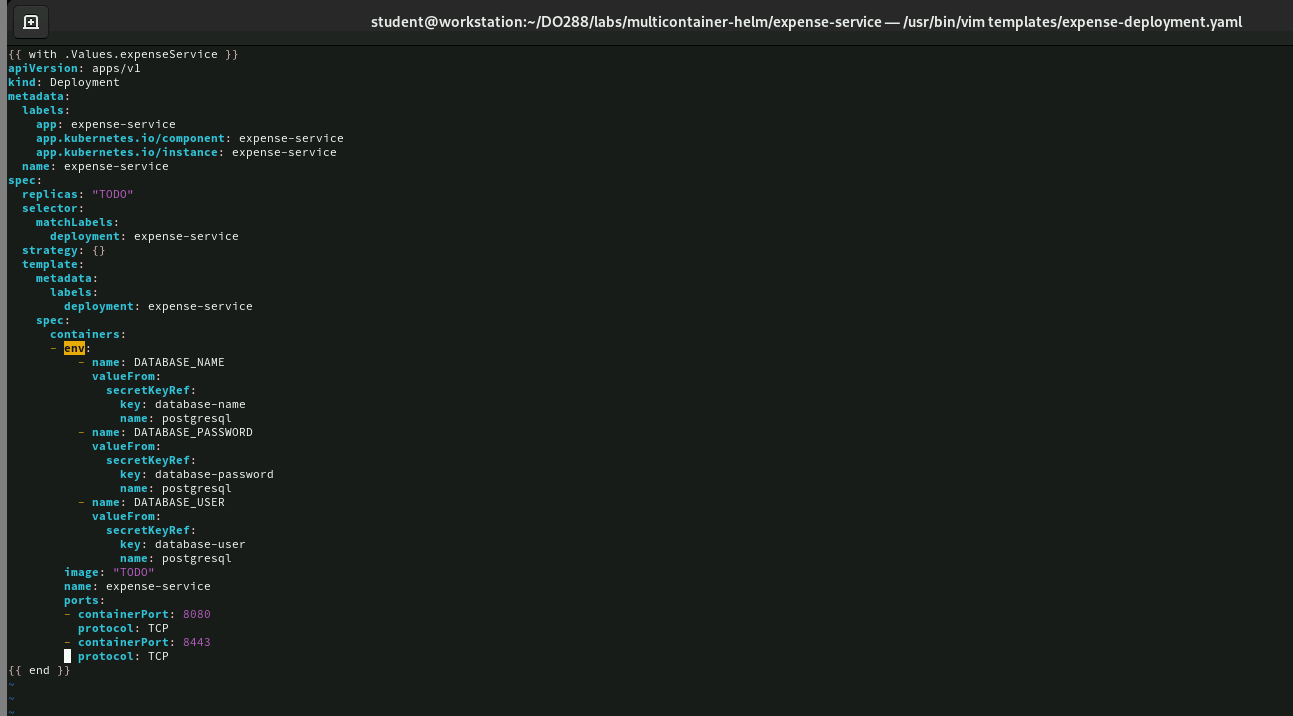 student@workstation:~/DO288/labs/multicontainer-helm/expense-service — /usr/bin/vim templates/expense-deployment.yaml
{{ with .Values.expenseService }}
apiVersion: apps/v1
kind: Deployment
metadata:
  labels:
    app: expense-service
    app.kubernetes.io/component: expense-service
    app.kubernetes.io/instance: expense-service
  name: expense-service
spec:
  replicas: "TODO"
  selector:
    matchLabels:
      deployment: expense-service
  strategy: {}
  template:
    metadata:
      labels:
        deployment: expense-service
    spec:
      containers:
      - env:
          - name: DATABASE_NAME
            valueFrom:
              secretKeyRef:
                key: database-name
                name: postgresql
          - name: DATABASE_PASSWORD
            valueFrom:
              secretKeyRef:
                key: database-password
                name: postgresql
          - name: DATABASE_USER
            valueFrom:
              secretKeyRef:
                key: database-user
                name: postgresql
        image: "TODO"
        name: expense-service
        ports:
        - containerPort: 8080
          protocol: TCP
        - containerPort: 8443
          protocol: TCP
{{ end }}
~
~
~